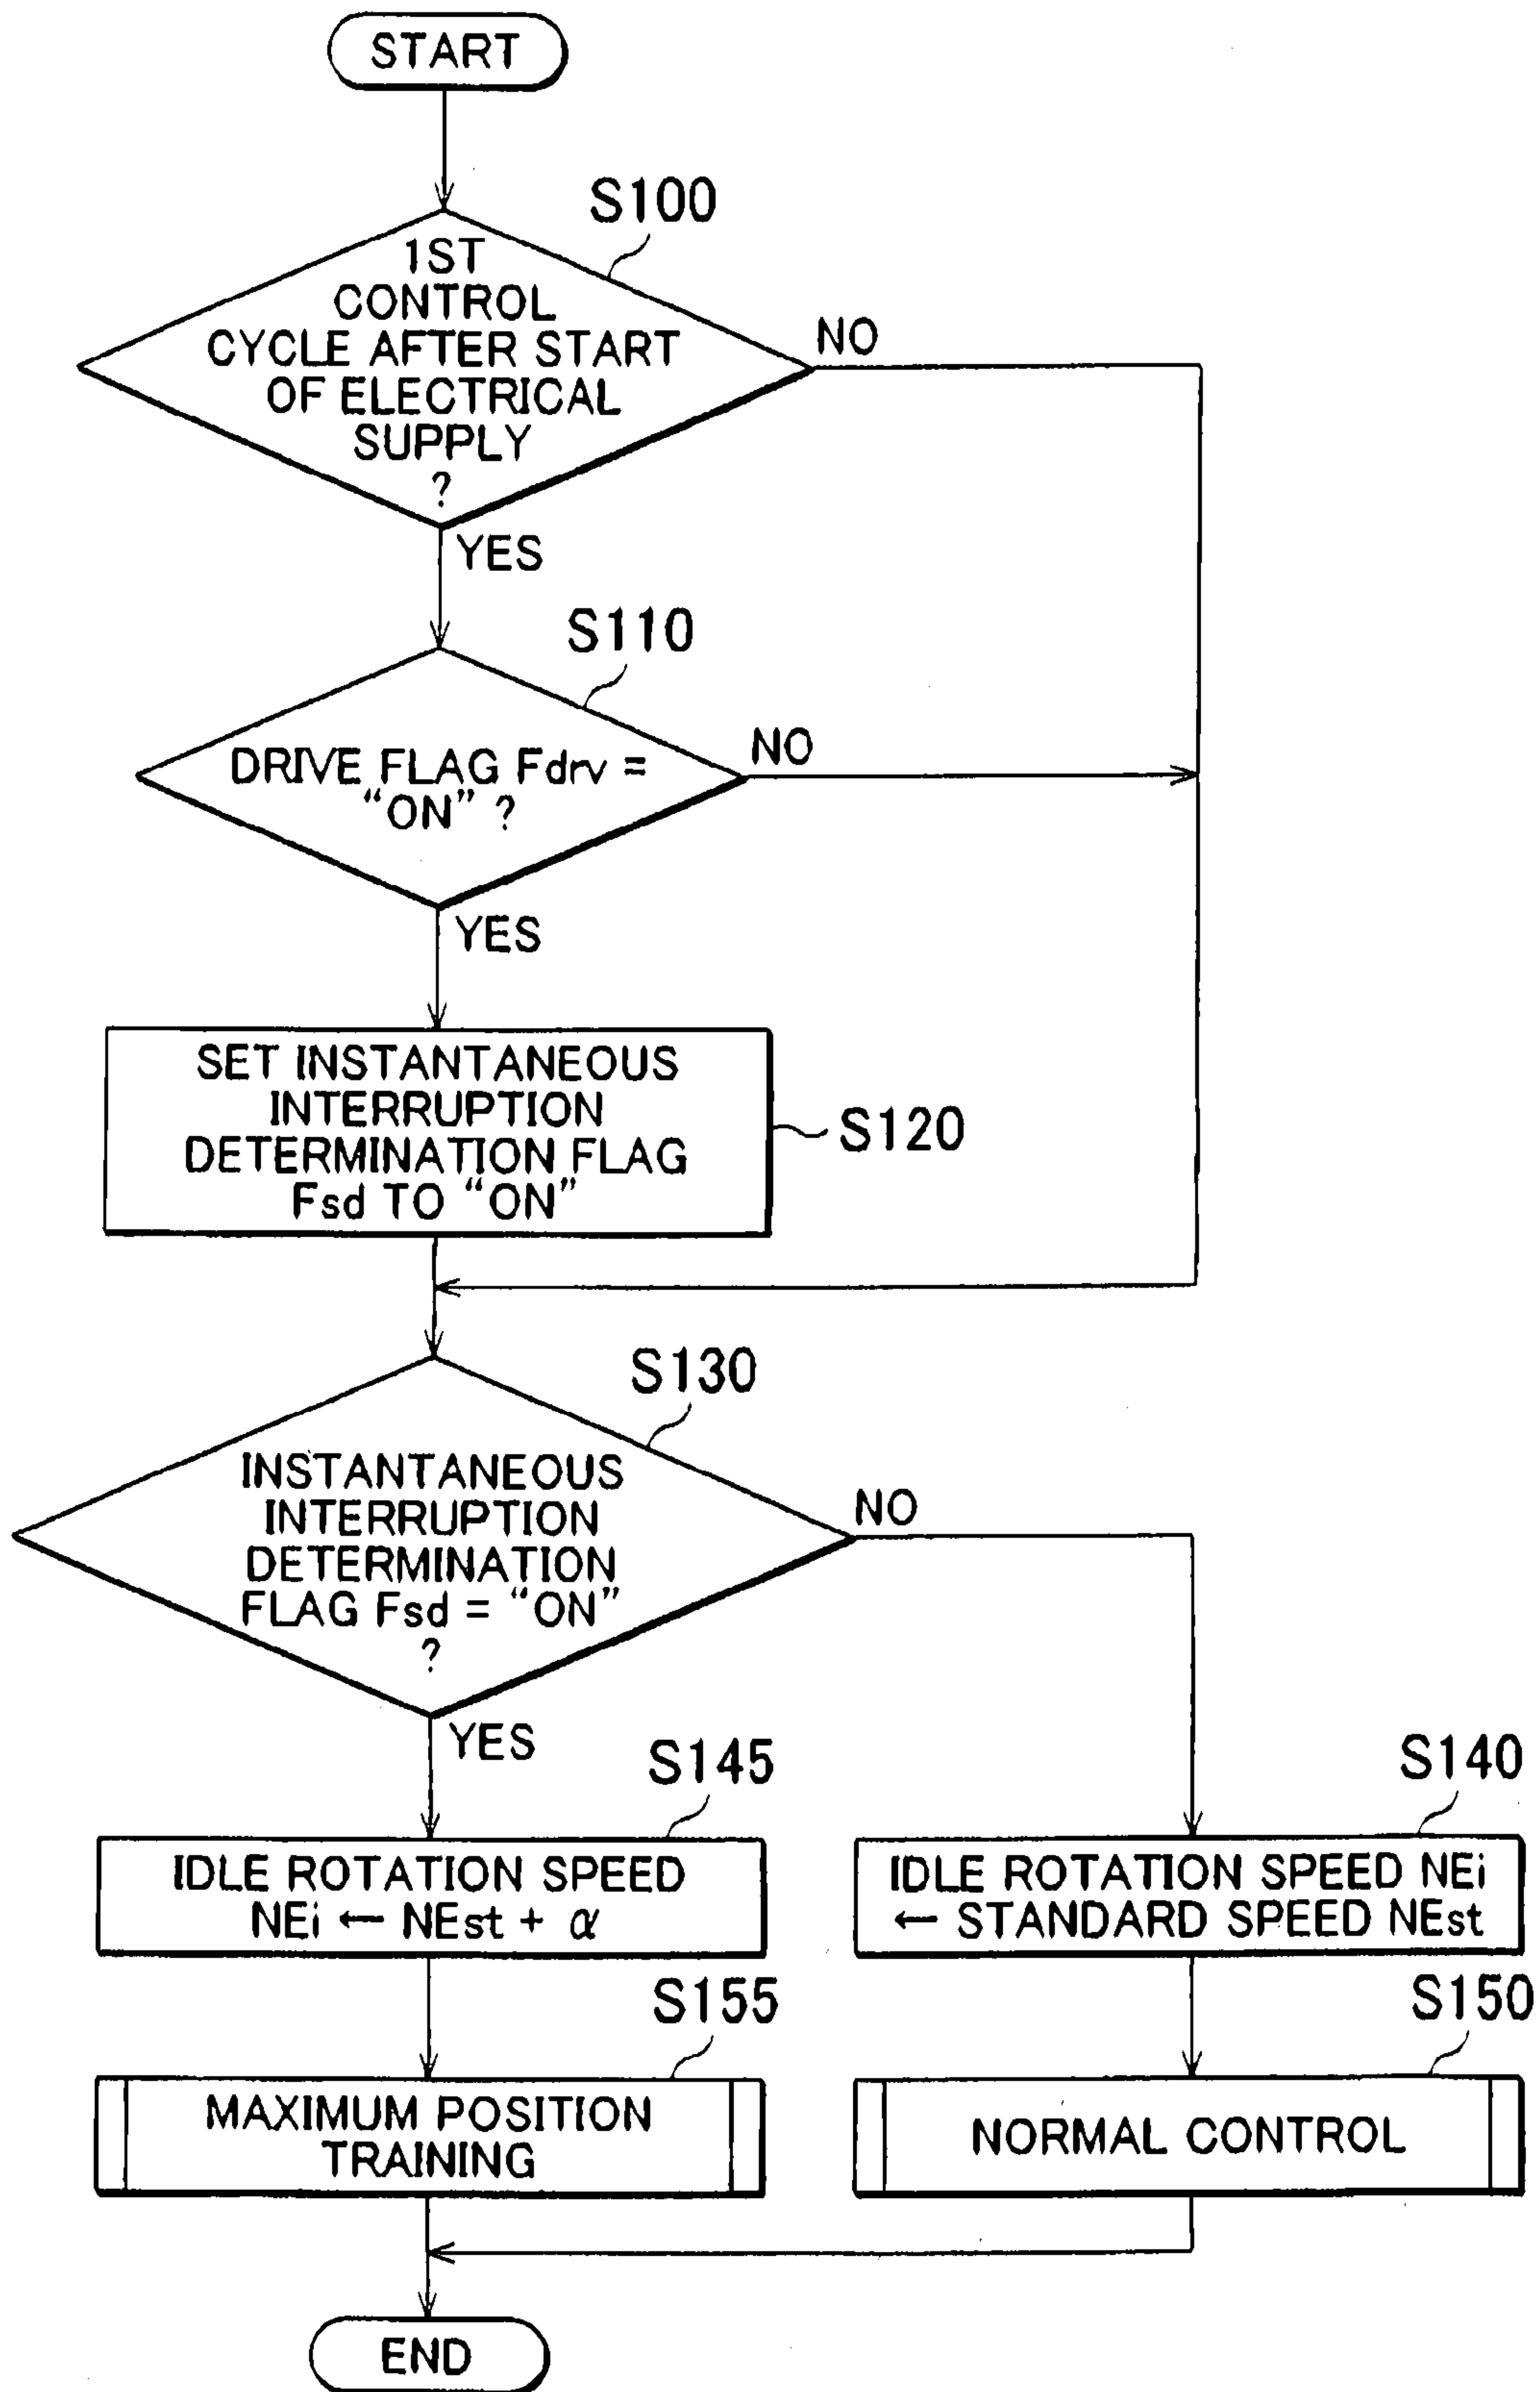 START
S100
1ST
CONTROL
CYCLE AFTER START
OF ELECTRICAL
SUPPLY
?
NO
YES
S110
DRIVE FLAG Fdrv =
“ON” ?
NO
YES
SET INSTANTANEOUS
INTERRUPTION
DETERMINATION FLAG
Fsd TO “ON”
S120
S130
INSTANTANEOUS
INTERRUPTION
DETERMINATION
FLAG Fsd = “ON”
?
NO
YES
S145
IDLE ROTATION SPEED
NEi ← NEst + α
S140
IDLE ROTATION SPEED NEi
← STANDARD SPEED NEst
S155
MAXIMUM POSITION
TRAINING
S150
NORMAL CONTROL
END